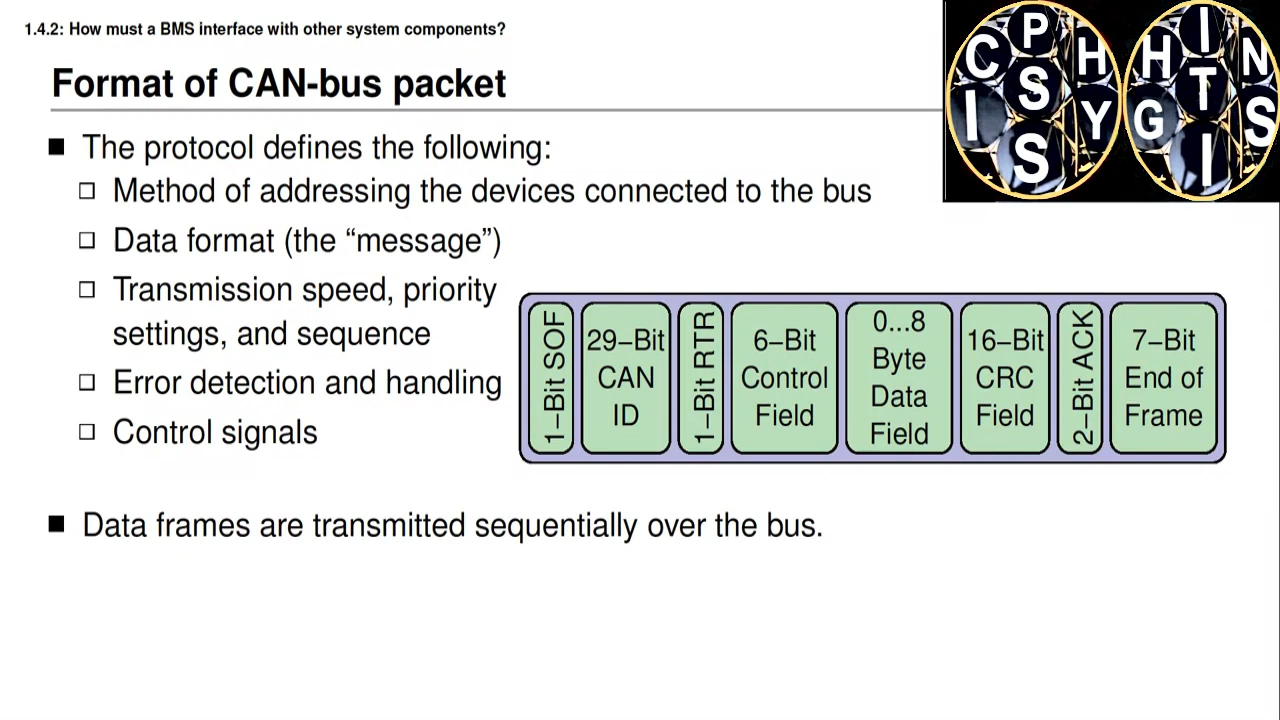 1.4.2: How must a BMS interface with other system components?
Format of CAN-bus packet
The protocol defines the following:
Method of addressing the devices connected to the bus
Data format (the “message”)
Transmission speed, priority
settings, and sequence
Error detection and handling
Control signals
1–Bit SOF
29–Bit
CAN
ID
1–Bit RTR
6–Bit
Control
Field
0...8
Byte
Data
Field
16–Bit
CRC
Field
2–Bit ACK
7–Bit
End of
Frame
Data frames are transmitted sequentially over the bus.
C P H
I S Y
S
H I N
G T S
I